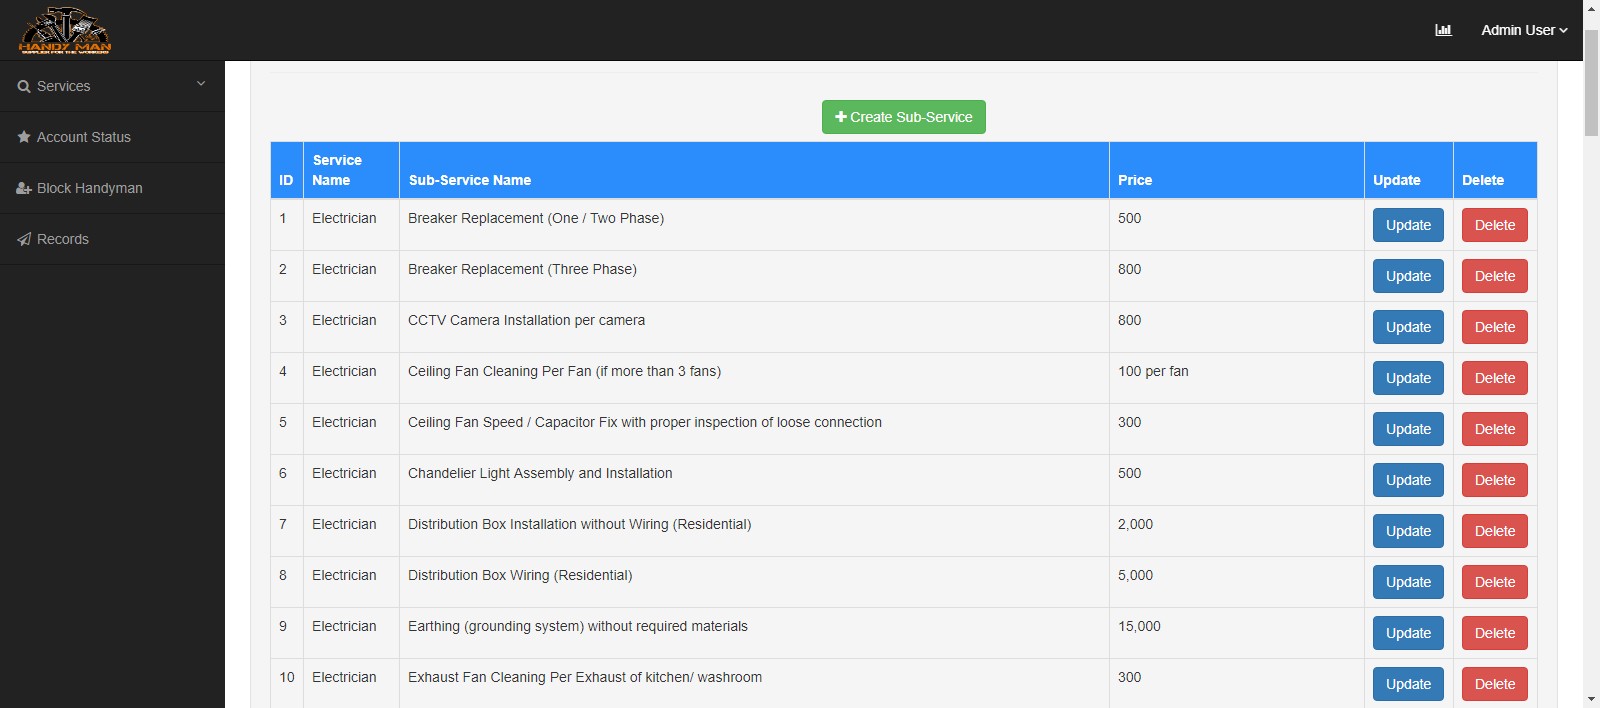 HANDY MAN
SUPPLIER FOR THE WORKERS
Admin User
Services
Account Status
Block Handyman
Records
Create Sub-Service
ID Service Name Sub-Service Name Price Update Delete
1 Electrician Breaker Replacement (One / Two Phase) 500 Update Delete
2 Electrician Breaker Replacement (Three Phase) 800 Update Delete
3 Electrician CCTV Camera Installation per camera 800 Update Delete
4 Electrician Ceiling Fan Cleaning Per Fan (if more than 3 fans) 100 per fan Update Delete
5 Electrician Ceiling Fan Speed / Capacitor Fix with proper inspection of loose connection 300 Update Delete
6 Electrician Chandelier Light Assembly and Installation 500 Update Delete
7 Electrician Distribution Box Installation without Wiring (Residential) 2,000 Update Delete
8 Electrician Distribution Box Wiring (Residential) 5,000 Update Delete
9 Electrician Earthing (grounding system) without required materials 15,000 Update Delete
10 Electrician Exhaust Fan Cleaning Per Exhaust of kitchen/ washroom 300 Update Delete